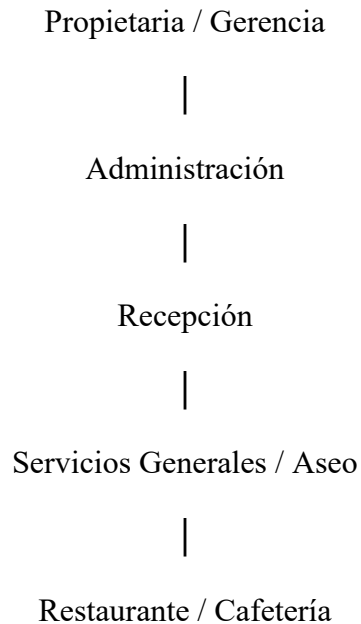 Propietaria / Gerencia
Administración
Recepción
Servicios Generales / Aseo
Restaurante / Cafetería